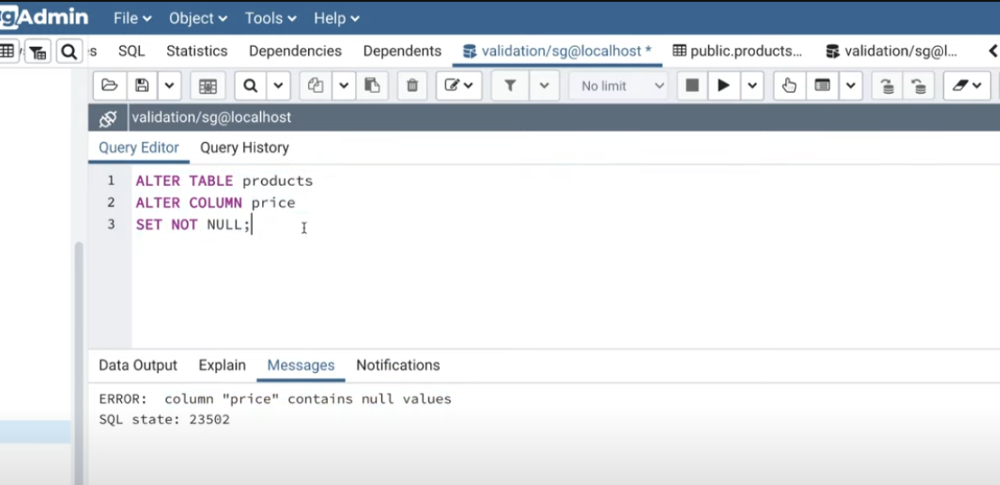 gAdmin File Object Tools Help
s SQL Statistics Dependencies Dependents validation/sg@localhost * public.products... validation/sg@l...
No limit
validation/sg@localhost
Query Editor Query History
1 ALTER TABLE products
2 ALTER COLUMN price
3 SET NOT NULL;
Data Output Explain Messages Notifications
ERROR: column "price" contains null values
SQL state: 23502